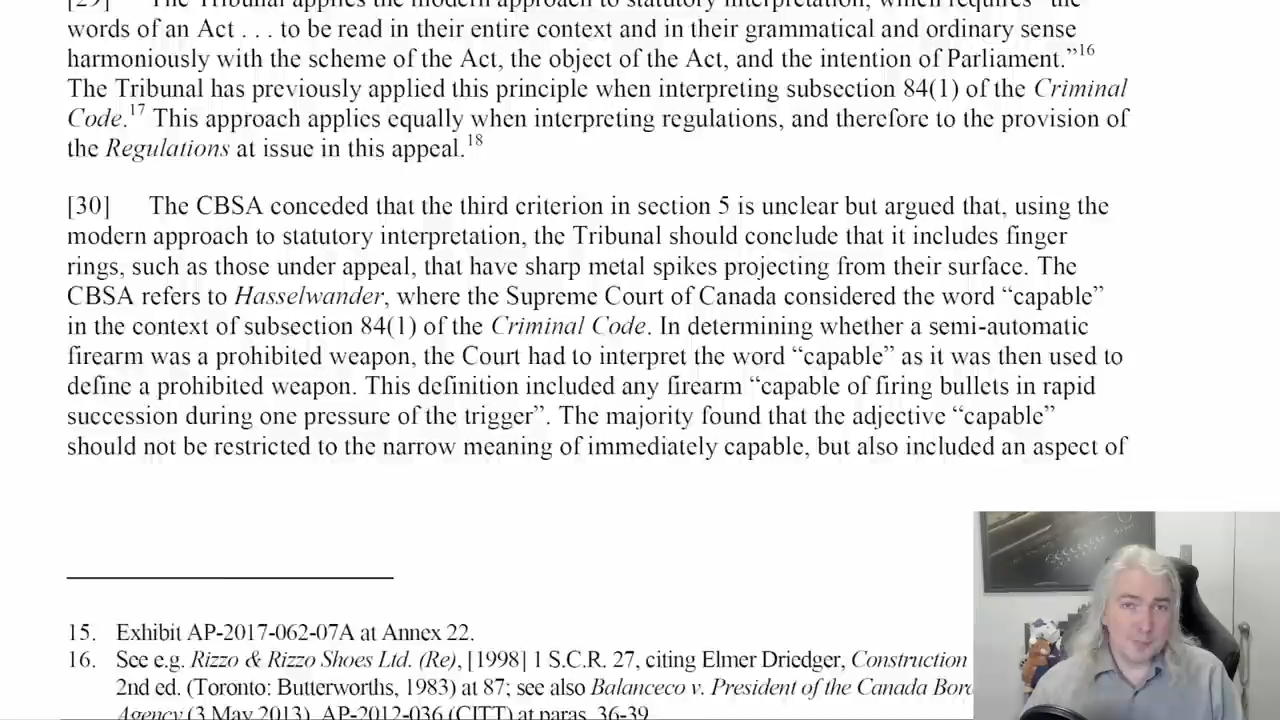 [29] The Tribunal applies the modern approach to statutory interpretation, which requires "the
words of an Act . . . to be read in their entire context and in their grammatical and ordinary sense
harmoniously with the scheme of the Act, the object of the Act, and the intention of Parliament."16
The Tribunal has previously applied this principle when interpreting subsection 84(1) of the Criminal
Code.17 This approach applies equally when interpreting regulations, and therefore to the provision of
the Regulations at issue in this appeal.18
[30] The CBSA conceded that the third criterion in section 5 is unclear but argued that, using the
modern approach to statutory interpretation, the Tribunal should conclude that it includes finger
rings, such as those under appeal, that have sharp metal spikes projecting from their surface. The
CBSA refers to Hasselwander, where the Supreme Court of Canada considered the word “capable”
in the context of subsection 84(1) of the Criminal Code. In determining whether a semi-automatic
firearm was a prohibited weapon, the Court had to interpret the word “capable” as it was then used to
define a prohibited weapon. This definition included any firearm “capable of firing bullets in rapid
succession during one pressure of the trigger”. The majority found that the adjective “capable”
should not be restricted to the narrow meaning of immediately capable, but also included an aspect of
15. Exhibit AP-2017-062-07A at Annex 22.
16. See e.g. Rizzo & Rizzo Shoes Ltd. (Re), [1998] 1 S.C.R. 27, citing Elmer Driedger, Construction
2nd ed. (Toronto: Butterworths, 1983) at 87; see also Balanceco v. President of the Canada Bord
Agency (3 May 2013), AP-2012-036 (CITT) at paras. 36-39.